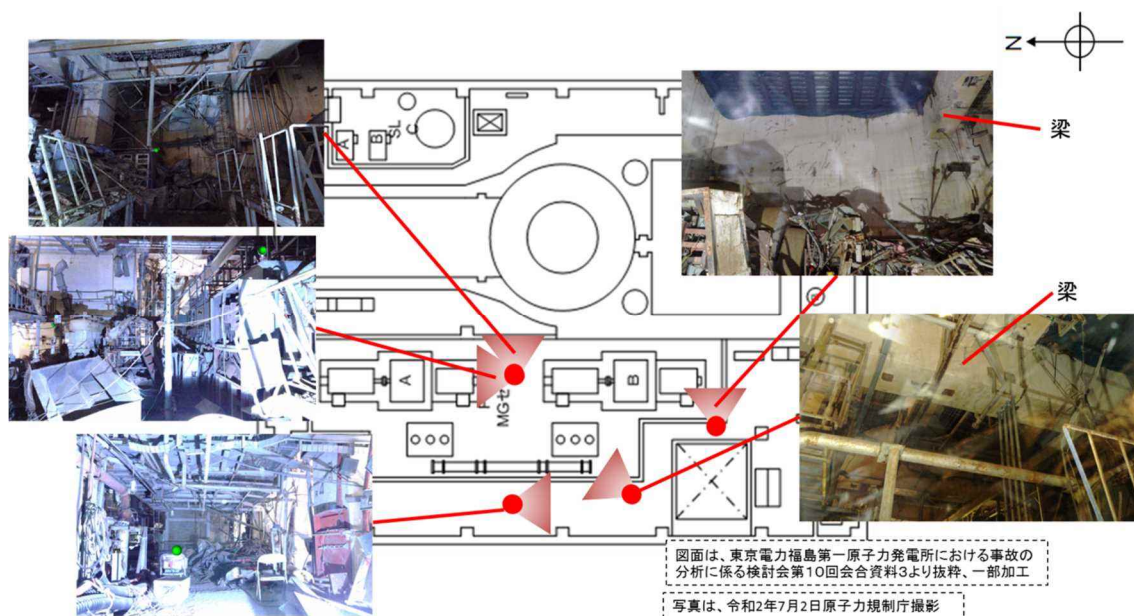 N
A
B
SL
C
梁
梁
A
B
MGセ
図面は、東京電力福島第一原子力発電所における事故の
分析に係る検討会第10回会合資料3より抜粋、一部加工
写真は、令和2年7月2日原子力規制庁撮影